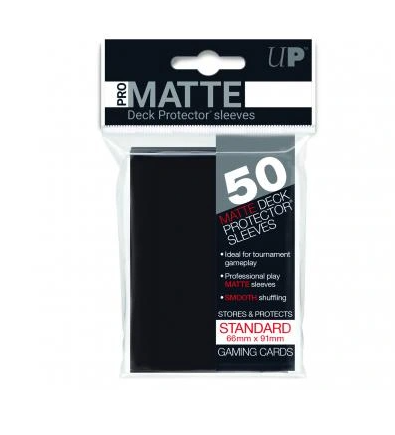 UP
PRO
MATTE
Deck Protector® sleeves
50
MATTE DECK
PROTECTOR®
SLEEVES
• Ideal for tournament
gameplay
• Professional play
MATTE sleeves
• SMOOTH shuffling
STORES & PROTECTS
STANDARD
66mm x 91mm
GAMING CARDS